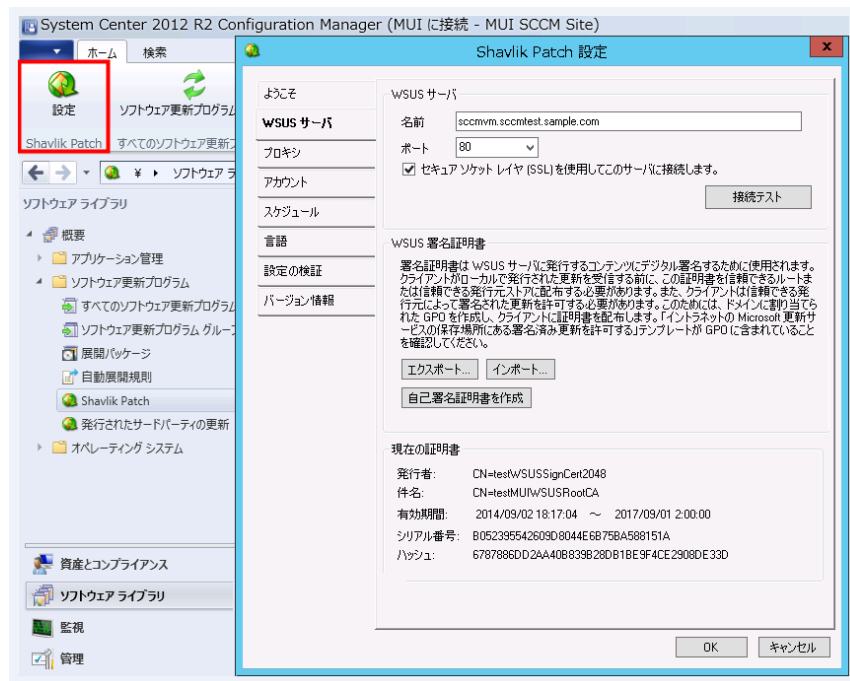 System Center 2012 R2 Configuration Manager (MUI に接続 - MUI SCCM Site)
ホーム 検索
設定
ソフトウェア更新プログラム
Shavlik Patch すべてのソフトウェア更新
¥ ソフトウェア ラ
ソフトウェア ライブラリ
概要
アプリケーション管理
ソフトウェア更新プログラム
すべてのソフトウェア更新プログラム
ソフトウェア更新プログラム グルー
展開パッケージ
自動展開規則
Shavlik Patch
発行されたサードパーティの更新
オペレーティング システム
資産とコンプライアンス
ソフトウェア ライブラリ
監視
管理
Shavlik Patch 設定
x
ようこそ
WSUS サーバ
プロキシ
アカウント
スケジュール
言語
設定の検証
バージョン情報
WSUS サーバ
名前 sccmvm.sccmtest.sample.com
ポート 80
セキュア ソケット レイヤ (SSL) を使用してこのサーバに接続します。
接続テスト
WSUS 署名証明書
署名証明書は WSUS サーバに発行するコンテンツにデジタル署名するために使用されます。
クライアントがローカルで発行された更新を受信する前に、この証明書を信頼できるルートま
たは信頼できる発行元ストアに配布する必要があります。また、クライアントは信頼できる発
行元によって署名された更新を許可する必要があります。このためには、ドメインに割り当てら
れた GPO を作成し、クライアントに証明書を配布します。「イントラネットの Microsoft 更新サ
ービスの保存場所にある署名済み更新を許可する」テンプレートが GPO に含まれていること
を確認してください。
エクスポート... インポート...
自己署名証明書を作成
現在の証明書
発行者: CN=testWSUSSignCert2048
件名: CN=testMUIWSUSRootCA
有効期間: 2014/09/02 18:17:04 ～ 2017/09/01 2:00:00
シリアル番号: B052395542609D8044E6B75BA588151A
ハッシュ: 6787886DD2AA40B839B28DB1BE9F4CE2908DE33D
OK キャンセル